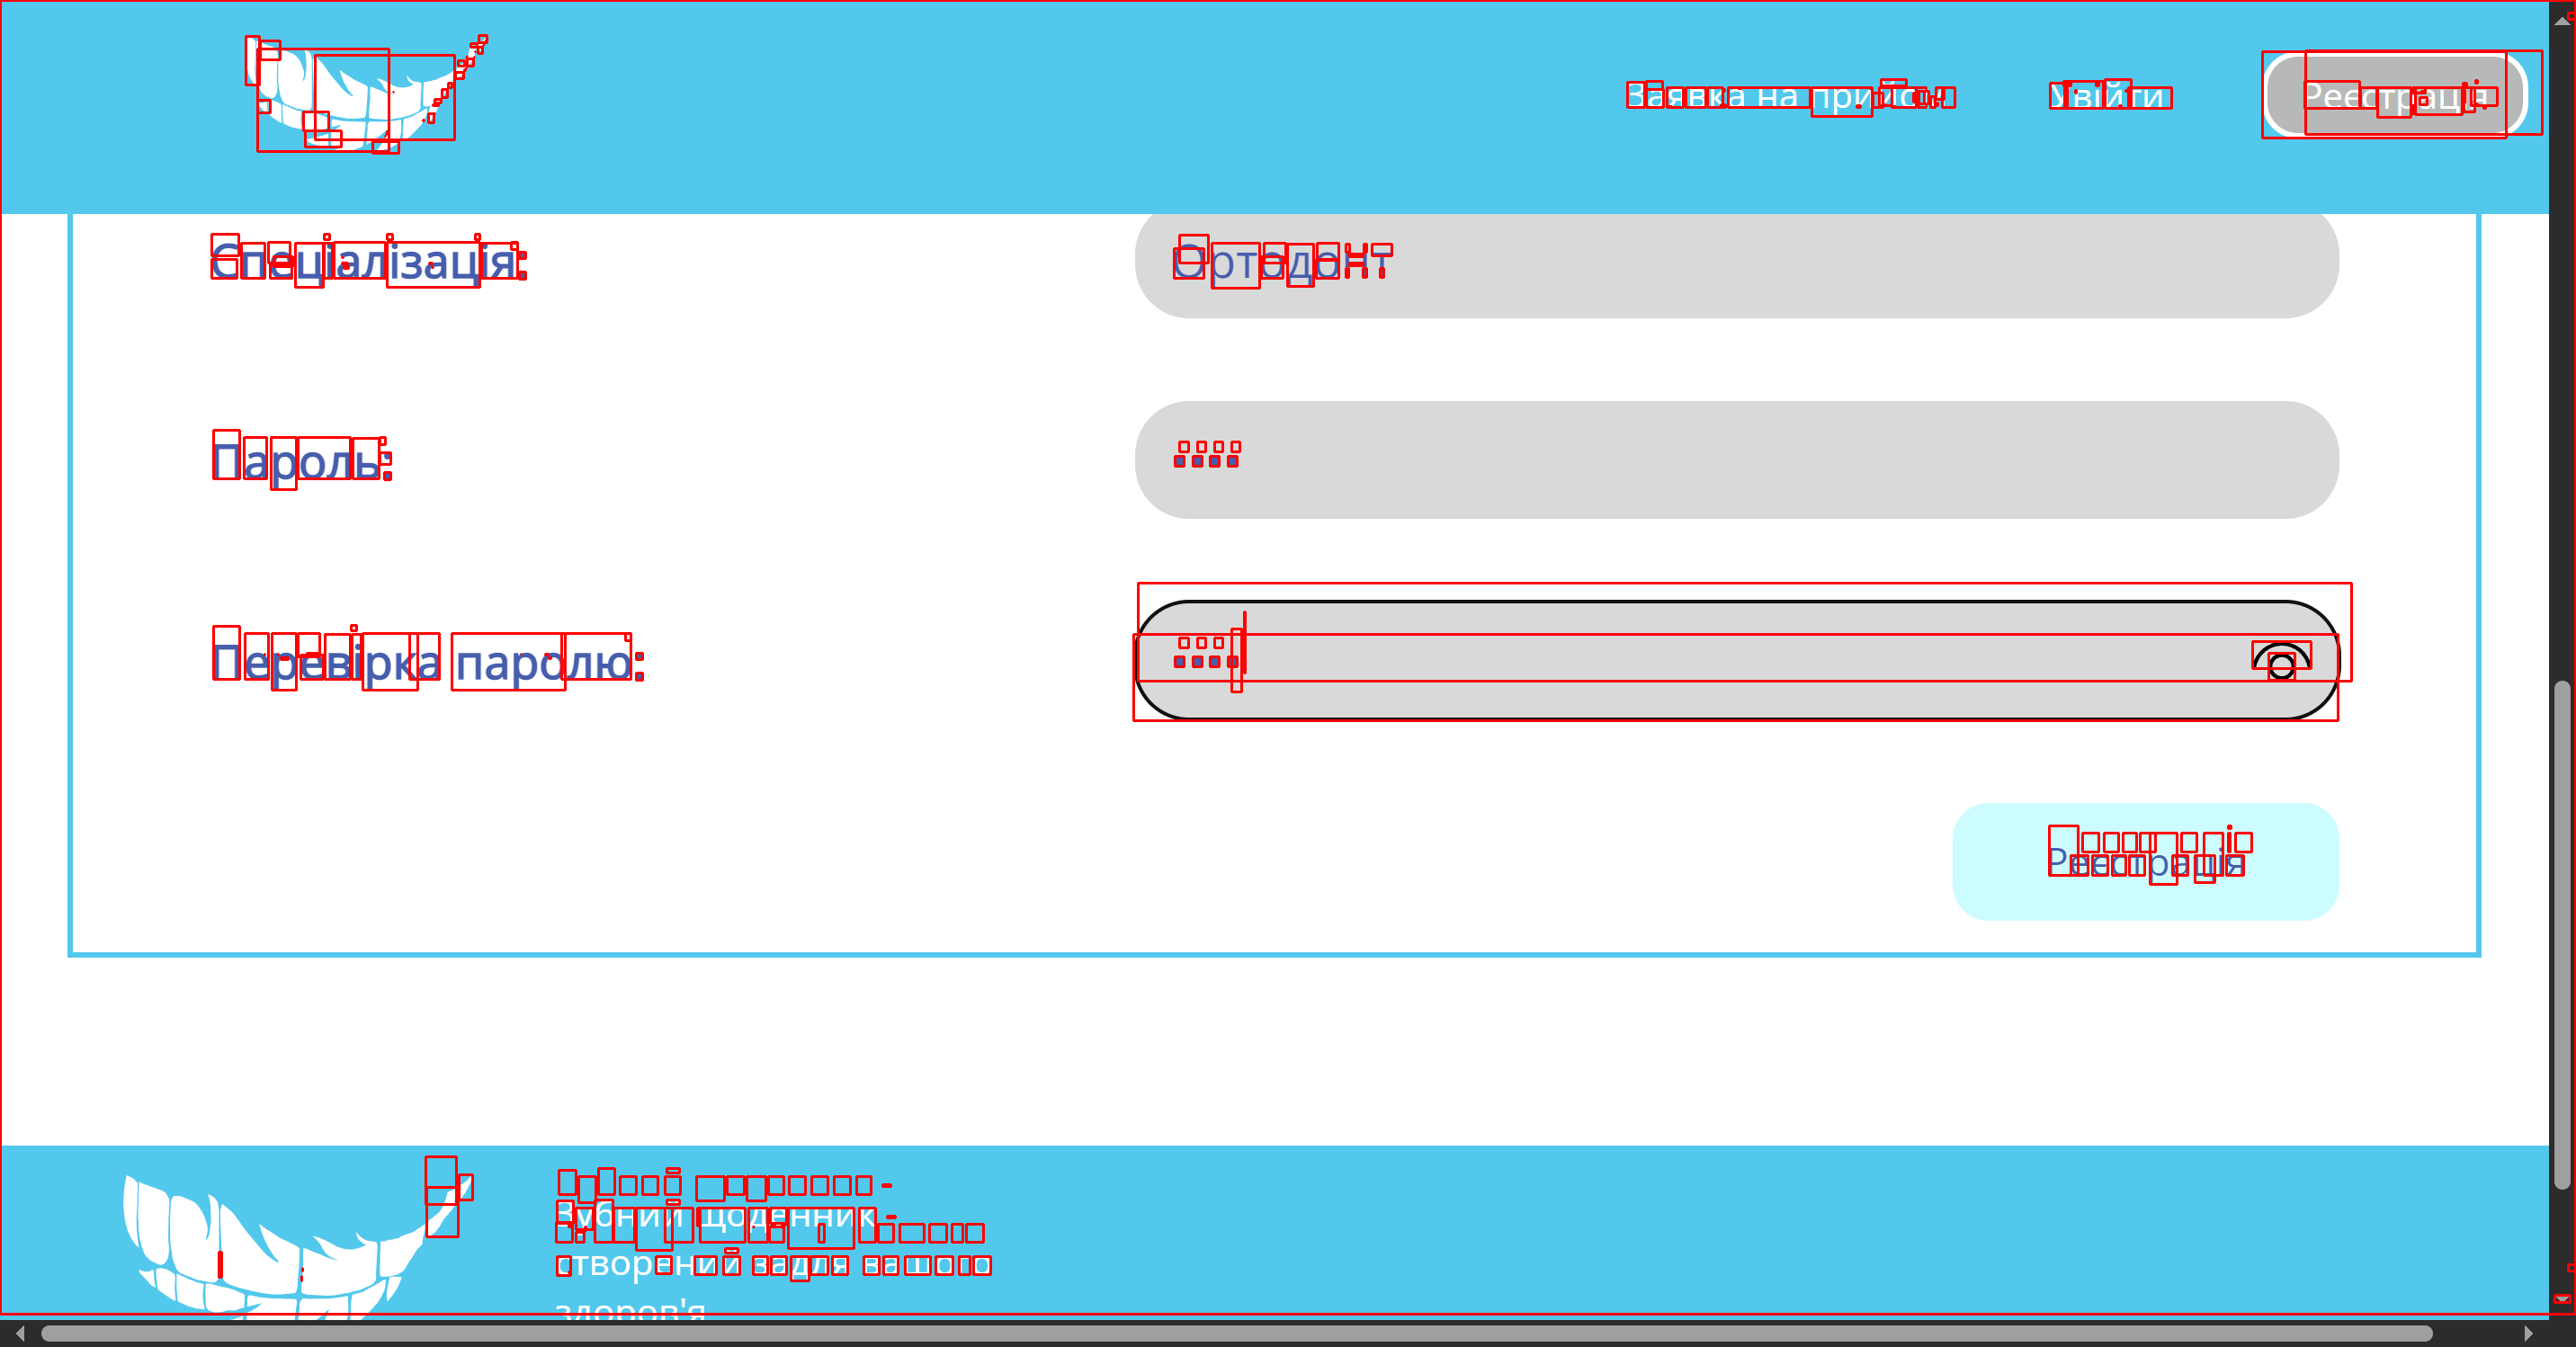 Заявка на прийом
Увійти
Реєстрація
Спеціалізація:
Ортодонт
Пароль:
Перевірка паролю:
Реєстрація
Зубний щоденник -
створений задля вашого
здоров'я